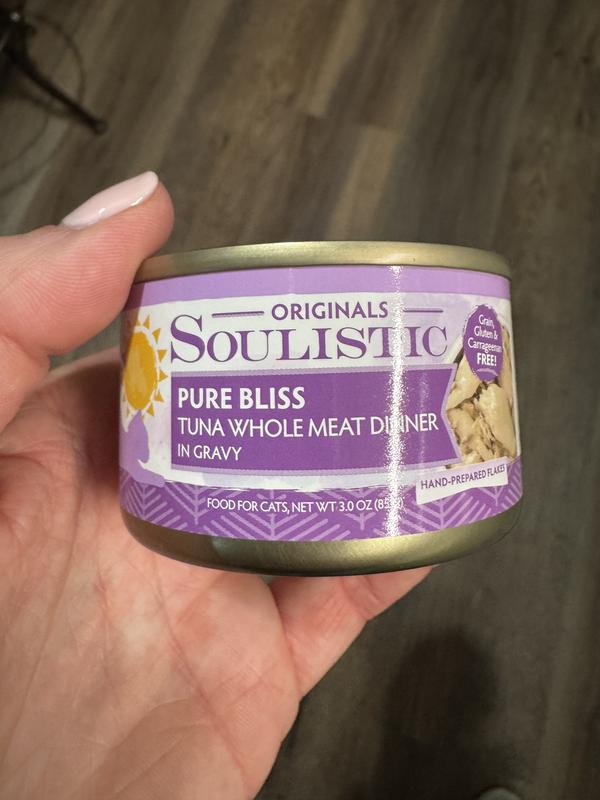 ORIGINALS
SOULISTIC
PURE BLISS
TUNA WHOLE MEAT DINNER
IN GRAVY
Grain,
Gluten &
Carrageenan
FREE!
HAND-PREPARED FLAKES
FOOD FOR CATS, NET WT 3.0 OZ (85 g)